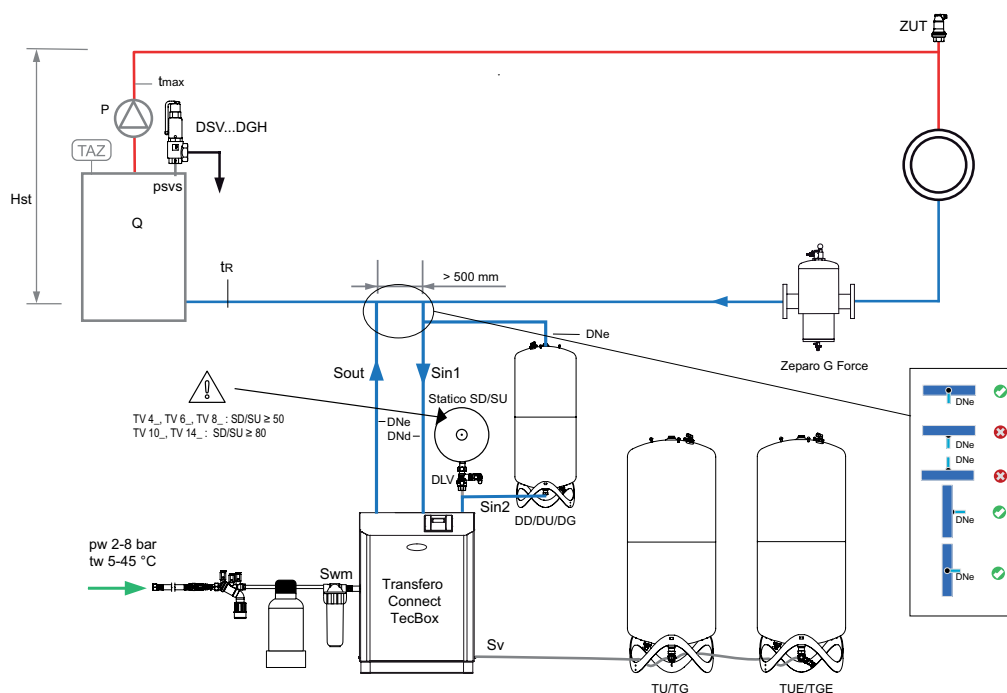 ZUT
tmax
P
DSV...DGH
TAZ
psvs
Hst
Q
tR
> 500 mm
DNe
Zeparo G Force
Sout
Sin1
Statico SD/SU
TV 4_, TV 6_, TV 8_ : SD/SU ≥ 50
TV 10_, TV 14_ : SD/SU ≥ 80
DNe
DNd
DLV
Sin2
DD/DU/DG
DNe
DNe
DNe
DNe
DNe
pw 2-8 bar
tw 5-45 °C
Swm
Transfero
Connect
TecBox
Sv
TU/TG
TUE/TGE